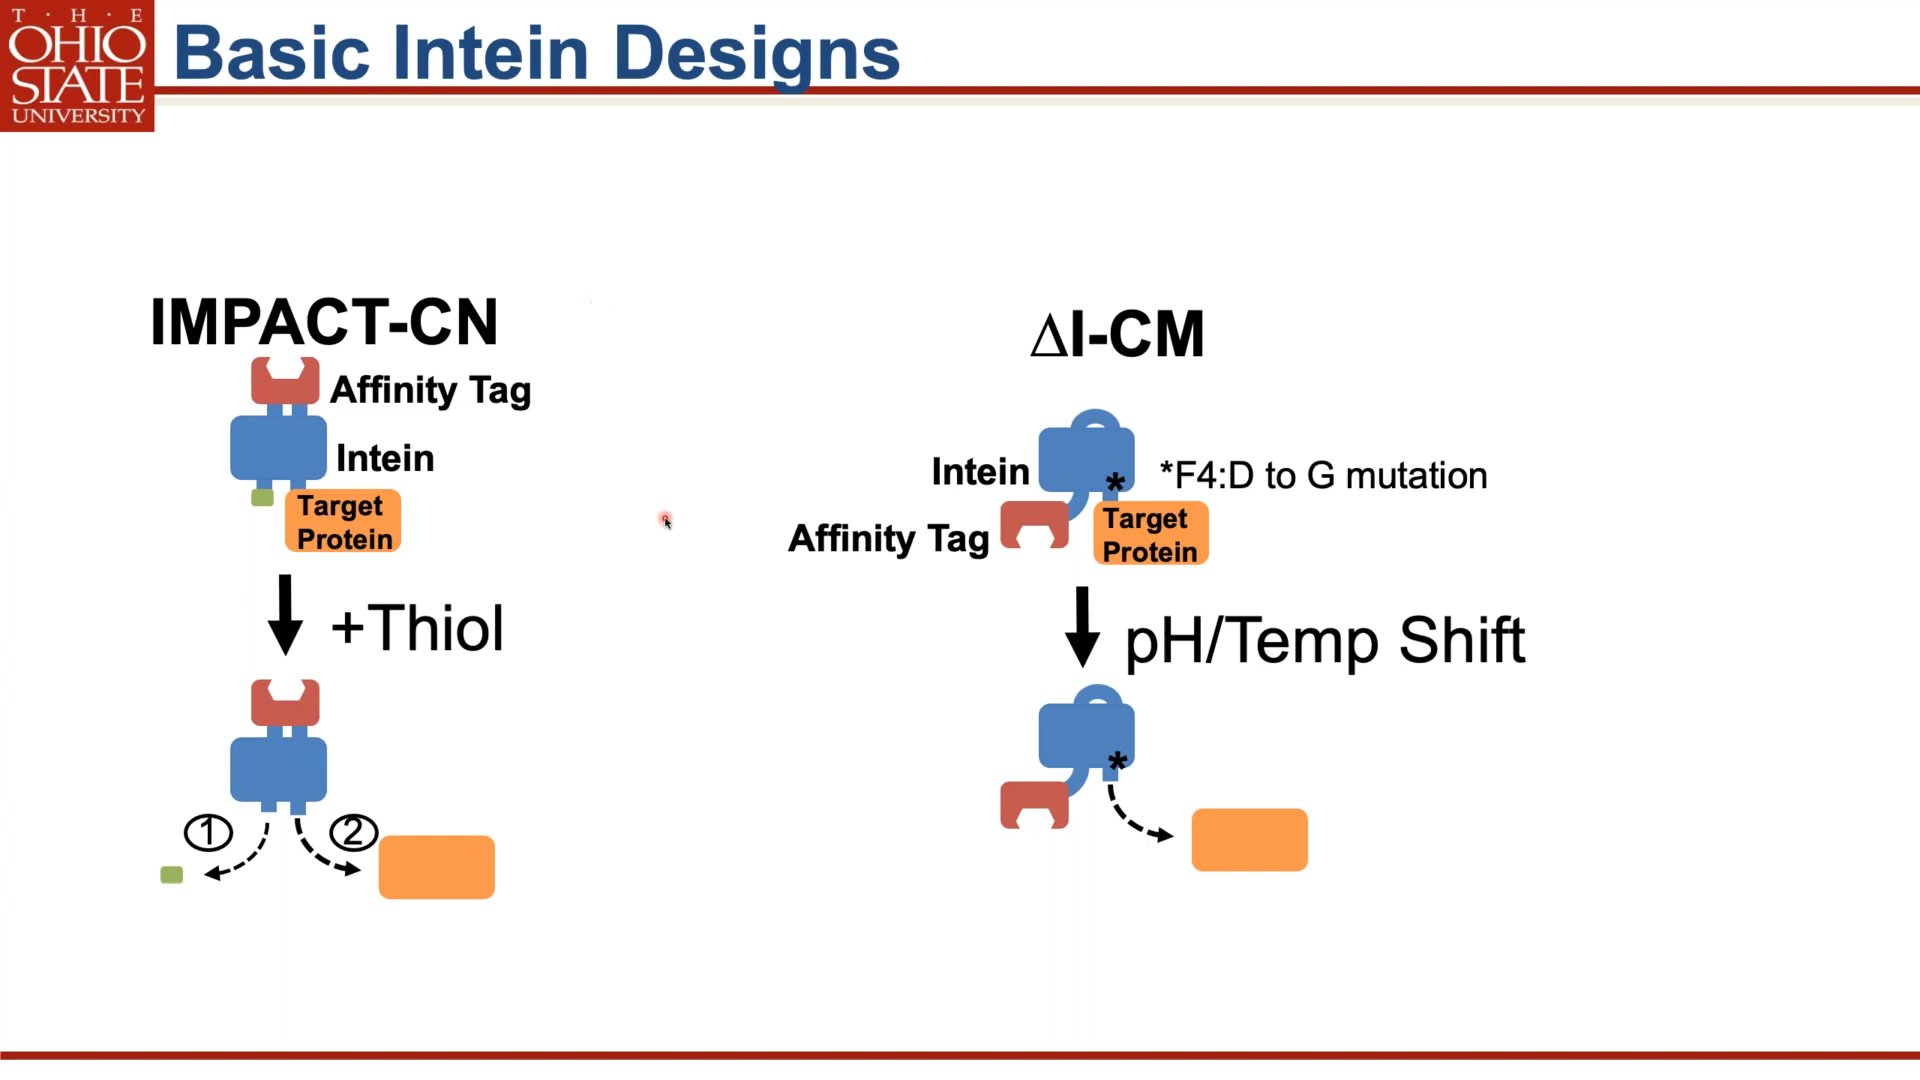 T · H · E
OHIO
STATE
UNIVERSITY
Basic Intein Designs
IMPACT-CN
Affinity Tag
Intein
Target
Protein
+Thiol
1
2
ΔI-CM
Intein
*
*F4:D to G mutation
Affinity Tag
Target
Protein
pH/Temp Shift
*